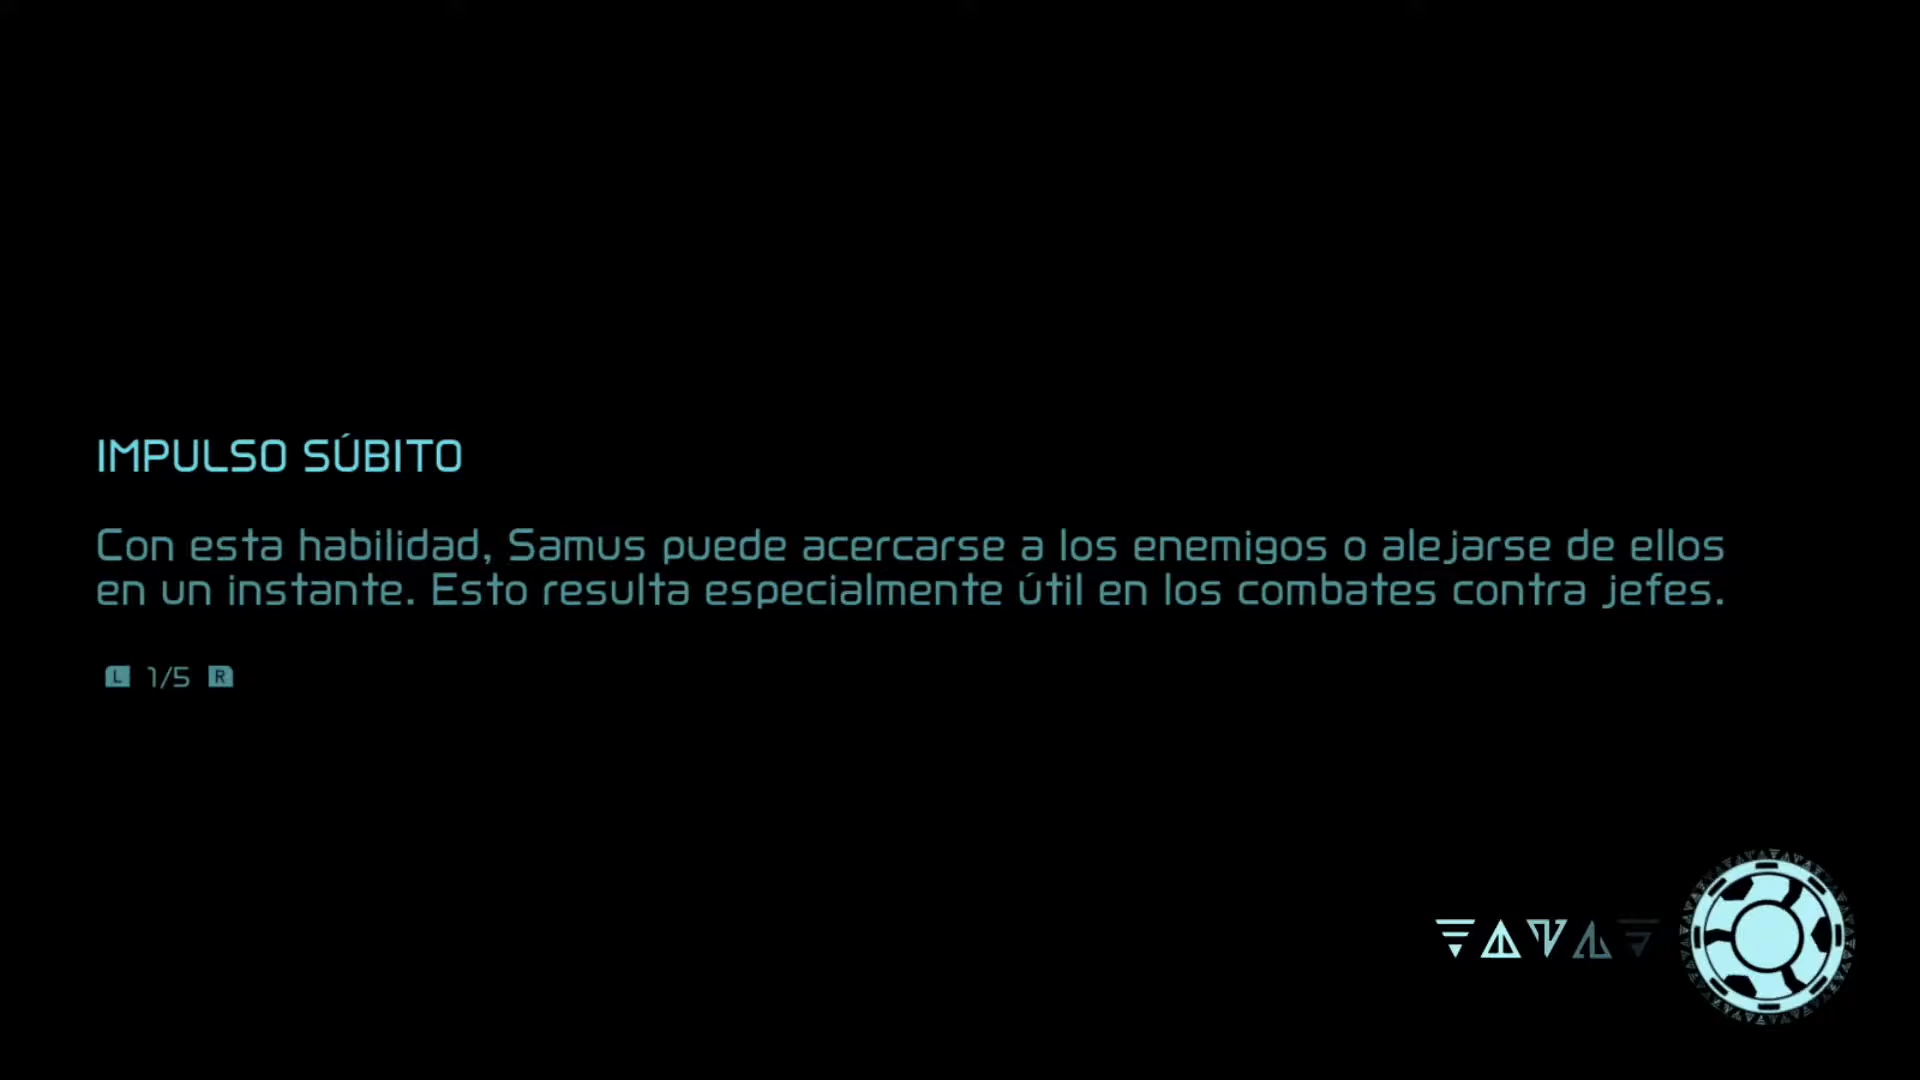 IMPULSO SÚBITO
Con esta habilidad, Samus puede acercarse a los enemigos o alejarse de ellos
en un instante. Esto resulta especialmente útil en los combates contra jefes.
L 1/5 R